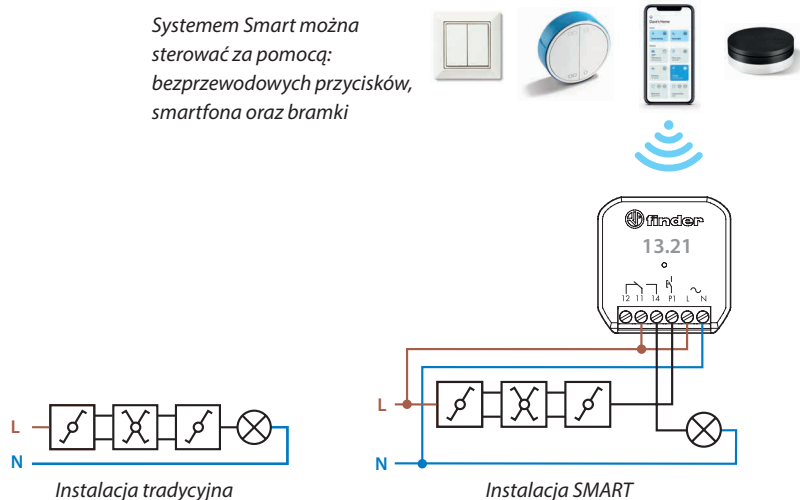 Systemem Smart można
sterować za pomocą:
bezprzewodowych przycisków,
smartfona oraz bramki
finder
13.21
12 11 14 P1 L N
L
N
Instalacja tradycyjna
L
N
Instalacja SMART